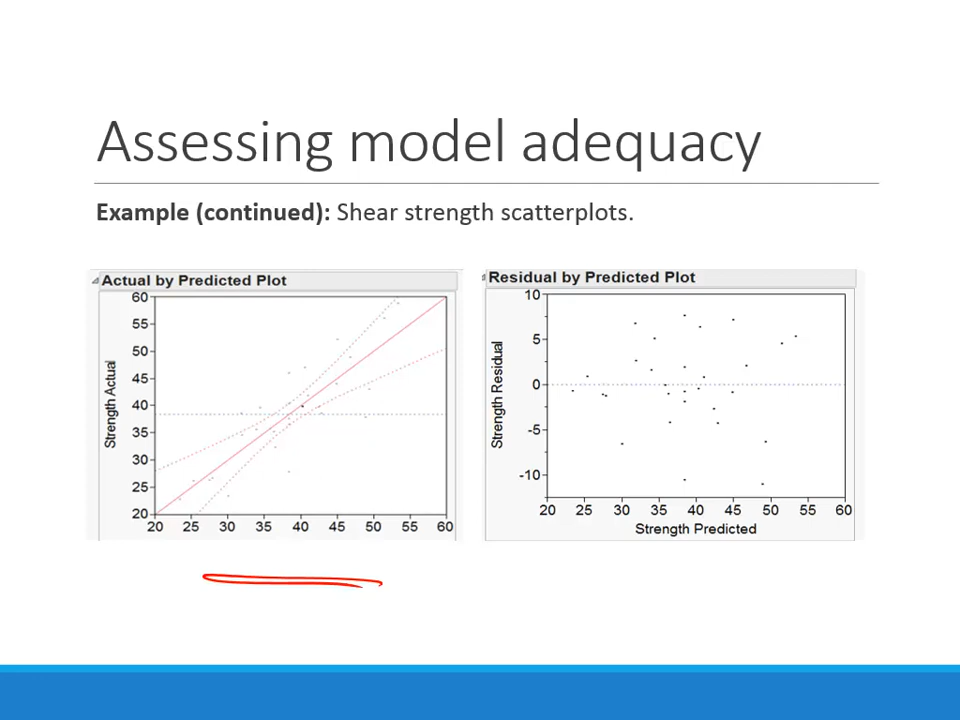 Assessing model adequacy
Example (continued): Shear strength scatterplots.
Actual by Predicted Plot
60
55
50
45
40
35
30
25
20
Strength Actual
20 25 30 35 40 45 50 55 60
Residual by Predicted Plot
10
5
0
-5
-10
Strength Residual
20 25 30 35 40 45 50 55 60
Strength Predicted